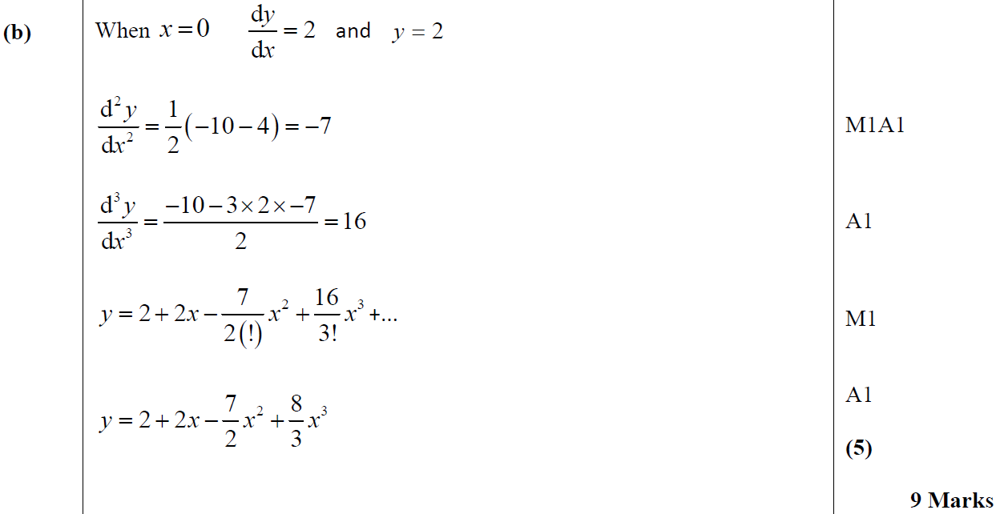 (b) When x = 0 dy/dx = 2 and y = 2
d²y/dx² = 1/2(−10 − 4) = −7 M1A1
d³y/dx³ = (−10 − 3×2×−7)/2 = 16 A1
y = 2 + 2x − 7/2(!) x² + 16/3! x³ +... M1
y = 2 + 2x − 7/2 x² + 8/3 x³ A1
(5)
9 Marks